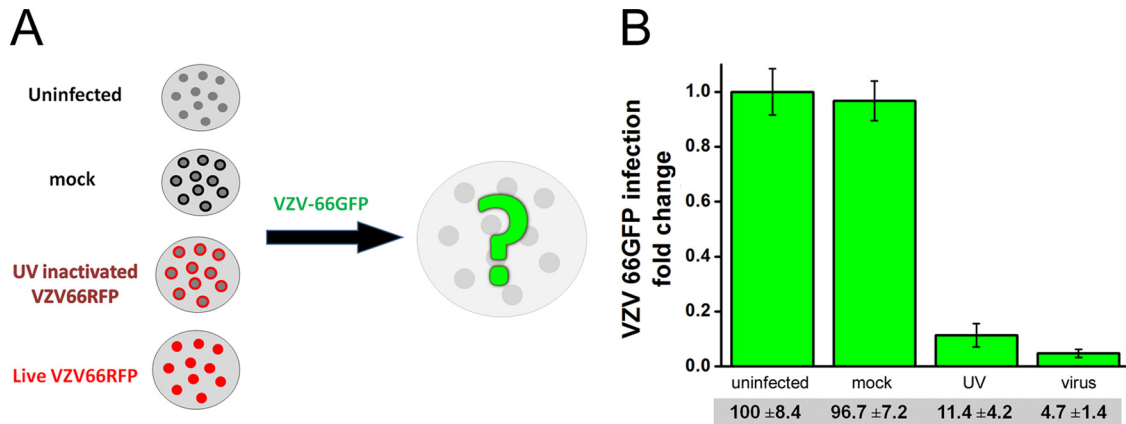 A
Uninfected
mock
UV inactivated
VZV66RFP
Live VZV66RFP
VZV-66GFP
?
B
VZV 66GFP infection
fold change
1.0
0.8
0.6
0.4
0.2
0.0
uninfected mock UV virus
100 ±8.4 96.7 ±7.2 11.4 ±4.2 4.7 ±1.4